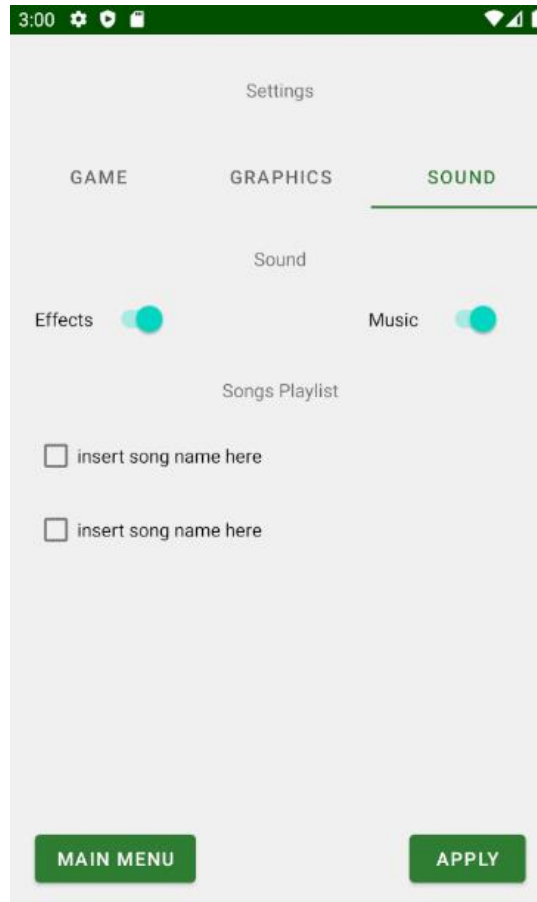 3:00
Settings
GAME GRAPHICS SOUND
Sound
Effects Music
Songs Playlist
insert song name here
insert song name here
MAIN MENU APPLY